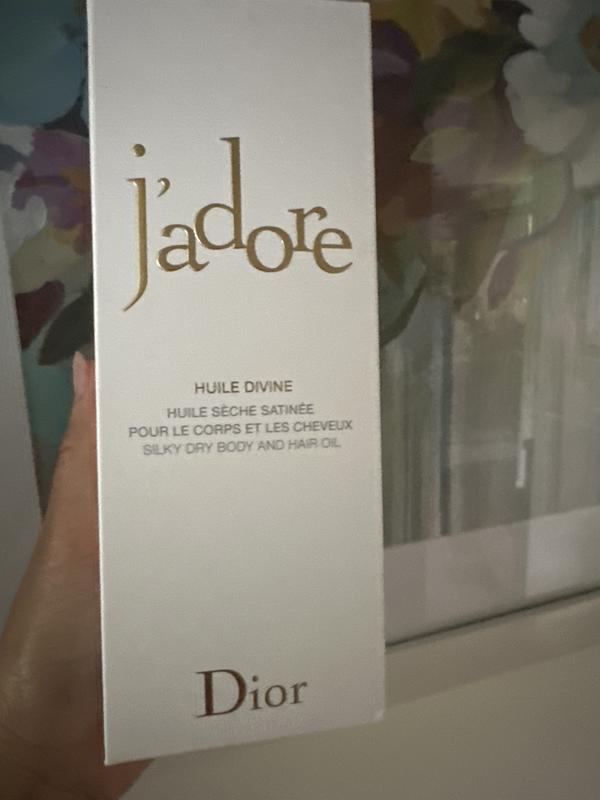 j'adore
HUILE DIVINE
HUILE SÈCHE SATINÉE
POUR LE CORPS ET LES CHEVEUX
SILKY DRY BODY AND HAIR OIL
Dior